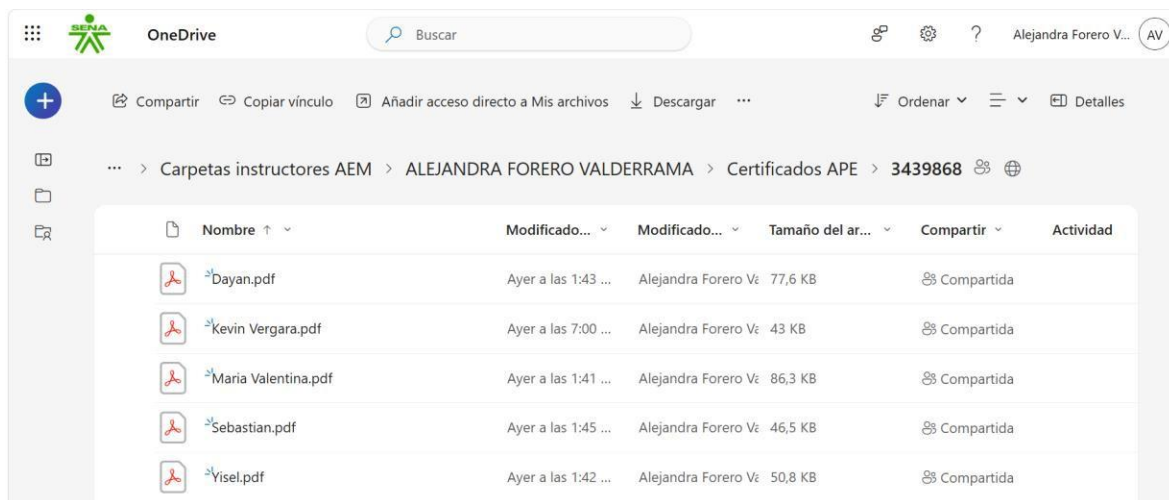 SENA
OneDrive
Buscar
?
Alejandra Forero V...
AV
Compartir
Copiar vínculo
Añadir acceso directo a Mis archivos
Descargar
...
Ordenar
Detalles
... > Carpetas instructores AEM > ALEJANDRA FORERO VALDERRAMA > Certificados APE > 3439868
Nombre ↑ Modificado... Modificado... Tamaño del ar... Compartir Actividad
Dayan.pdf Ayer a las 1:43 ... Alejandra Forero Va 77,6 KB Compartida
Kevin Vergara.pdf Ayer a las 7:00 ... Alejandra Forero Va 43 KB Compartida
Maria Valentina.pdf Ayer a las 1:41 ... Alejandra Forero Va 86,3 KB Compartida
Sebastian.pdf Ayer a las 1:45 ... Alejandra Forero Va 46,5 KB Compartida
Yisel.pdf Ayer a las 1:42 ... Alejandra Forero Va 50,8 KB Compartida